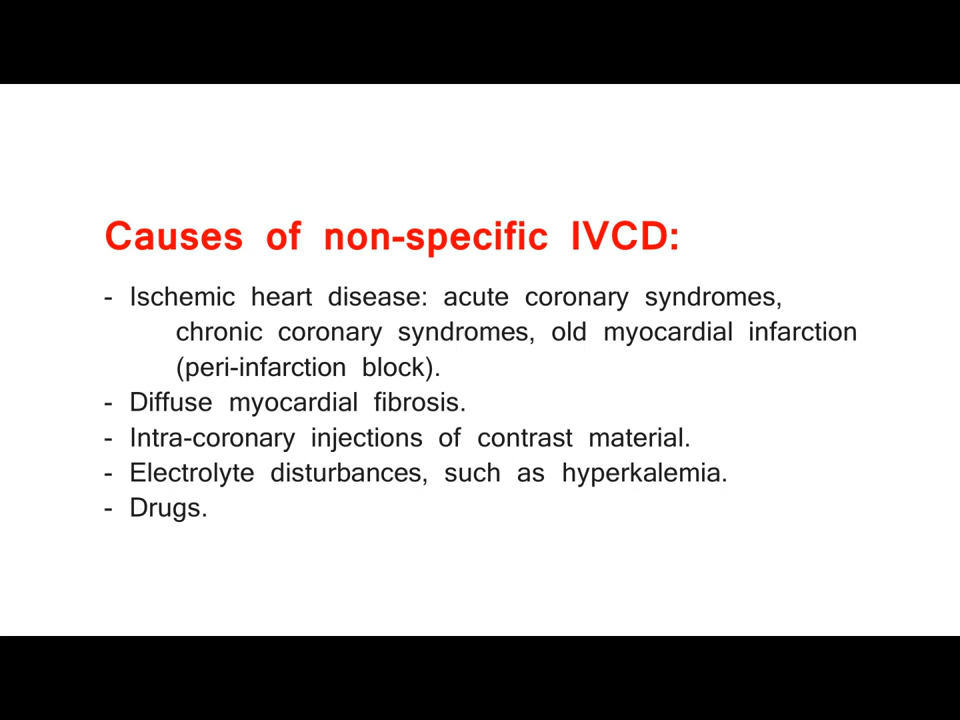 Causes of non-specific IVCD:
- Ischemic heart disease: acute coronary syndromes,
chronic coronary syndromes, old myocardial infarction
(peri-infarction block).
- Diffuse myocardial fibrosis.
- Intra-coronary injections of contrast material.
- Electrolyte disturbances, such as hyperkalemia.
- Drugs.